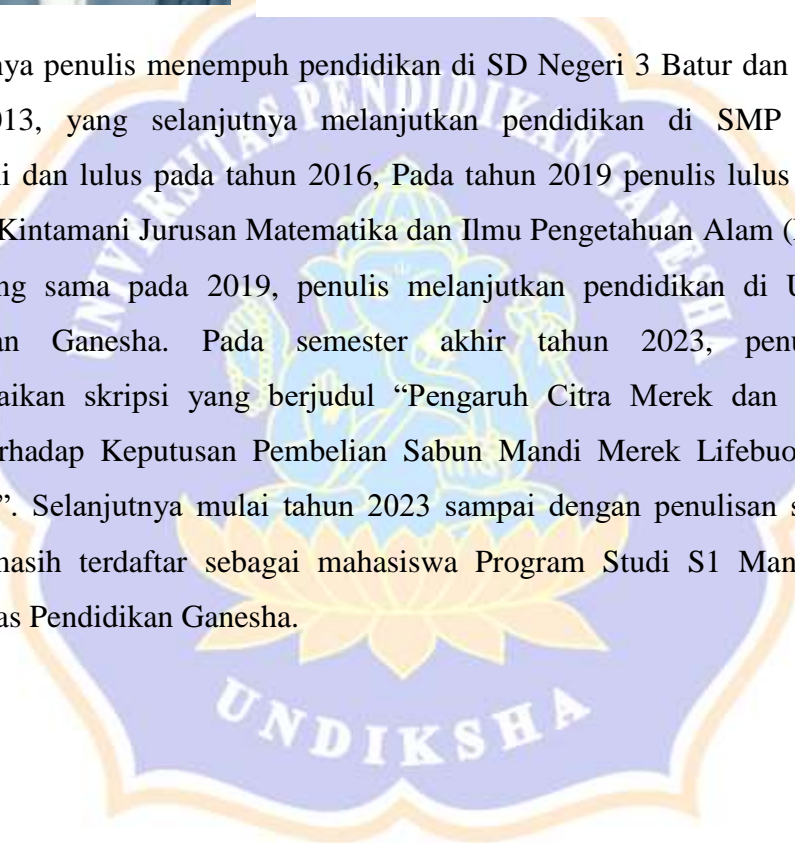 nya penulis menempuh pendidikan di SD Negeri 3 Batur dan
013, yang selanjutnya melanjutkan pendidikan di SMP
ni dan lulus pada tahun 2016, Pada tahun 2019 penulis lulus
Kintamani Jurusan Matematika dan Ilmu Pengetahuan Alam (
ng sama pada 2019, penulis melanjutkan pendidikan di U
an Ganesha. Pada semester akhir tahun 2023, penu
aikan skripsi yang berjudul “Pengaruh Citra Merek dan
rhadap Keputusan Pembelian Sabun Mandi Merek Lifebuo
”. Selanjutnya mulai tahun 2023 sampai dengan penulisan s
nasih terdaftar sebagai mahasiswa Program Studi S1 Man
as Pendidikan Ganesha.
UNIVERSITAS PENDIDIKAN GANESHA
UNDIKSHA